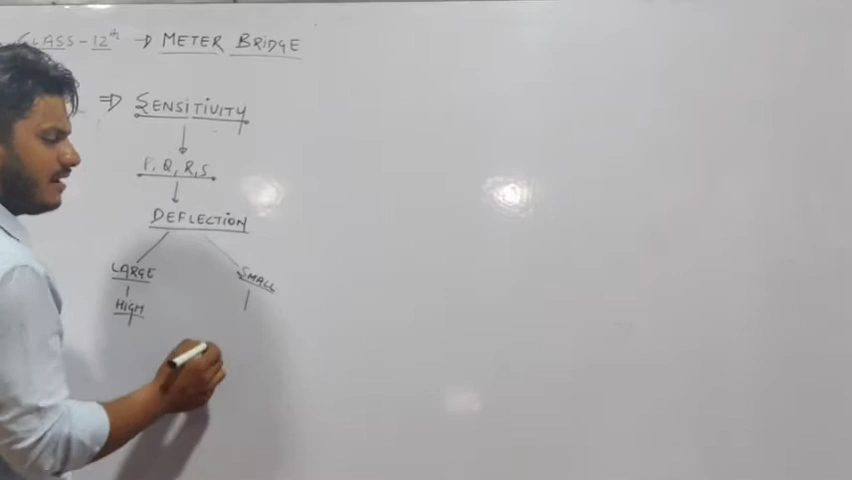 CLASS-12th → METER BRIDGE
⇒ SENSITIVITY
P, Q, R, S
DEFLECTION
LARGE SMALL
HIGH